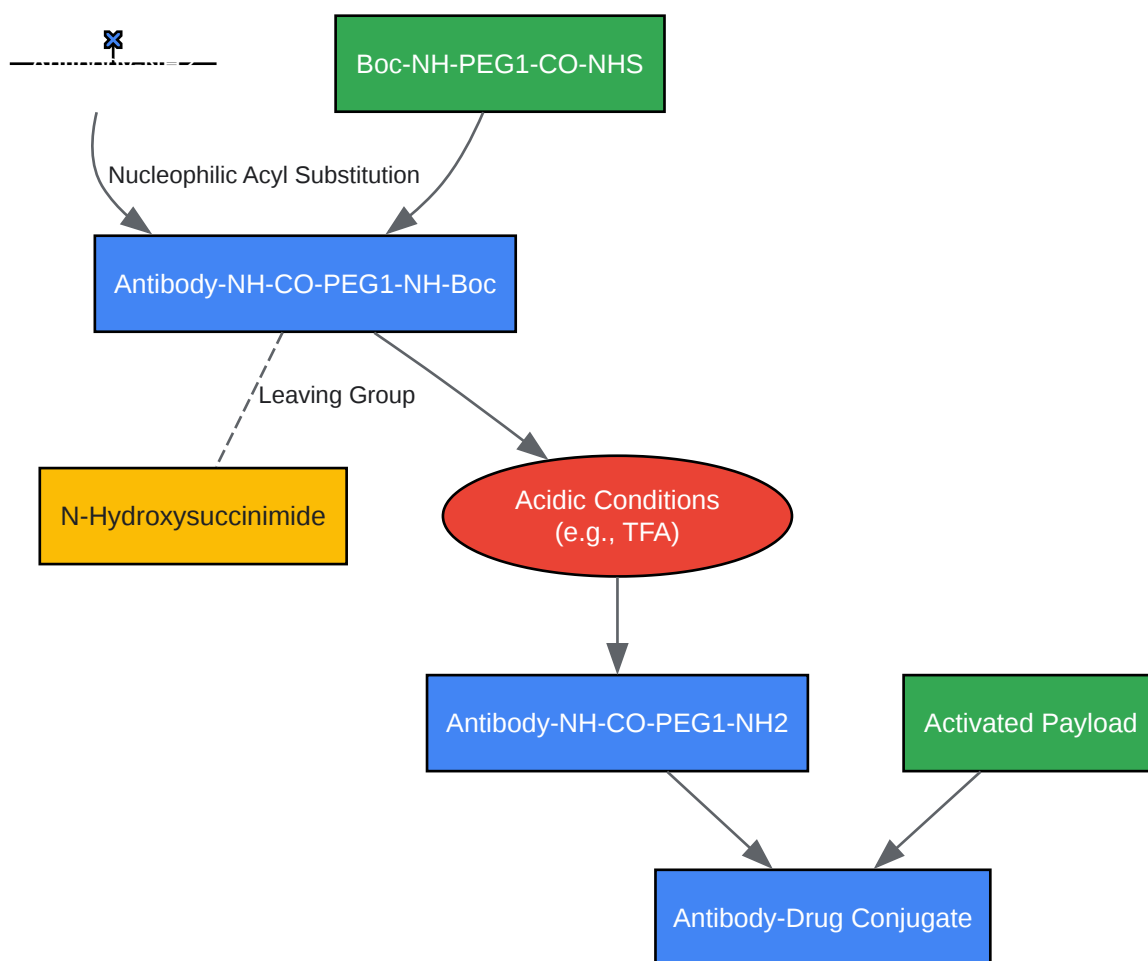 Boc-NH-PEG1-CO-NHS
Nucleophilic Acyl Substitution
Antibody-NH-CO-PEG1-NH-Boc
Leaving Group
N-Hydroxysuccinimide
Acidic Conditions
(e.g., TFA)
Antibody-NH-CO-PEG1-NH2
Activated Payload
Antibody-Drug Conjugate